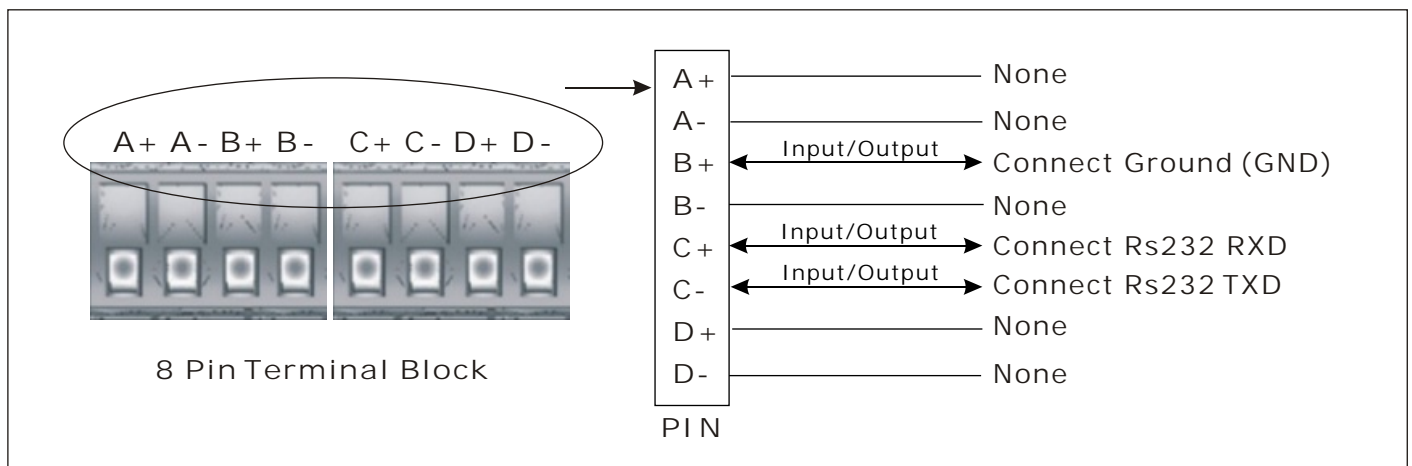 A+ A- B+ B- C+ C- D+ D-
8 Pin Terminal Block
A+ None
A- None
B+ Input/Output Connect Ground (GND)
B- None
C+ Input/Output Connect Rs232 RXD
C- Input/Output Connect Rs232 TXD
D+ None
D- None
PIN